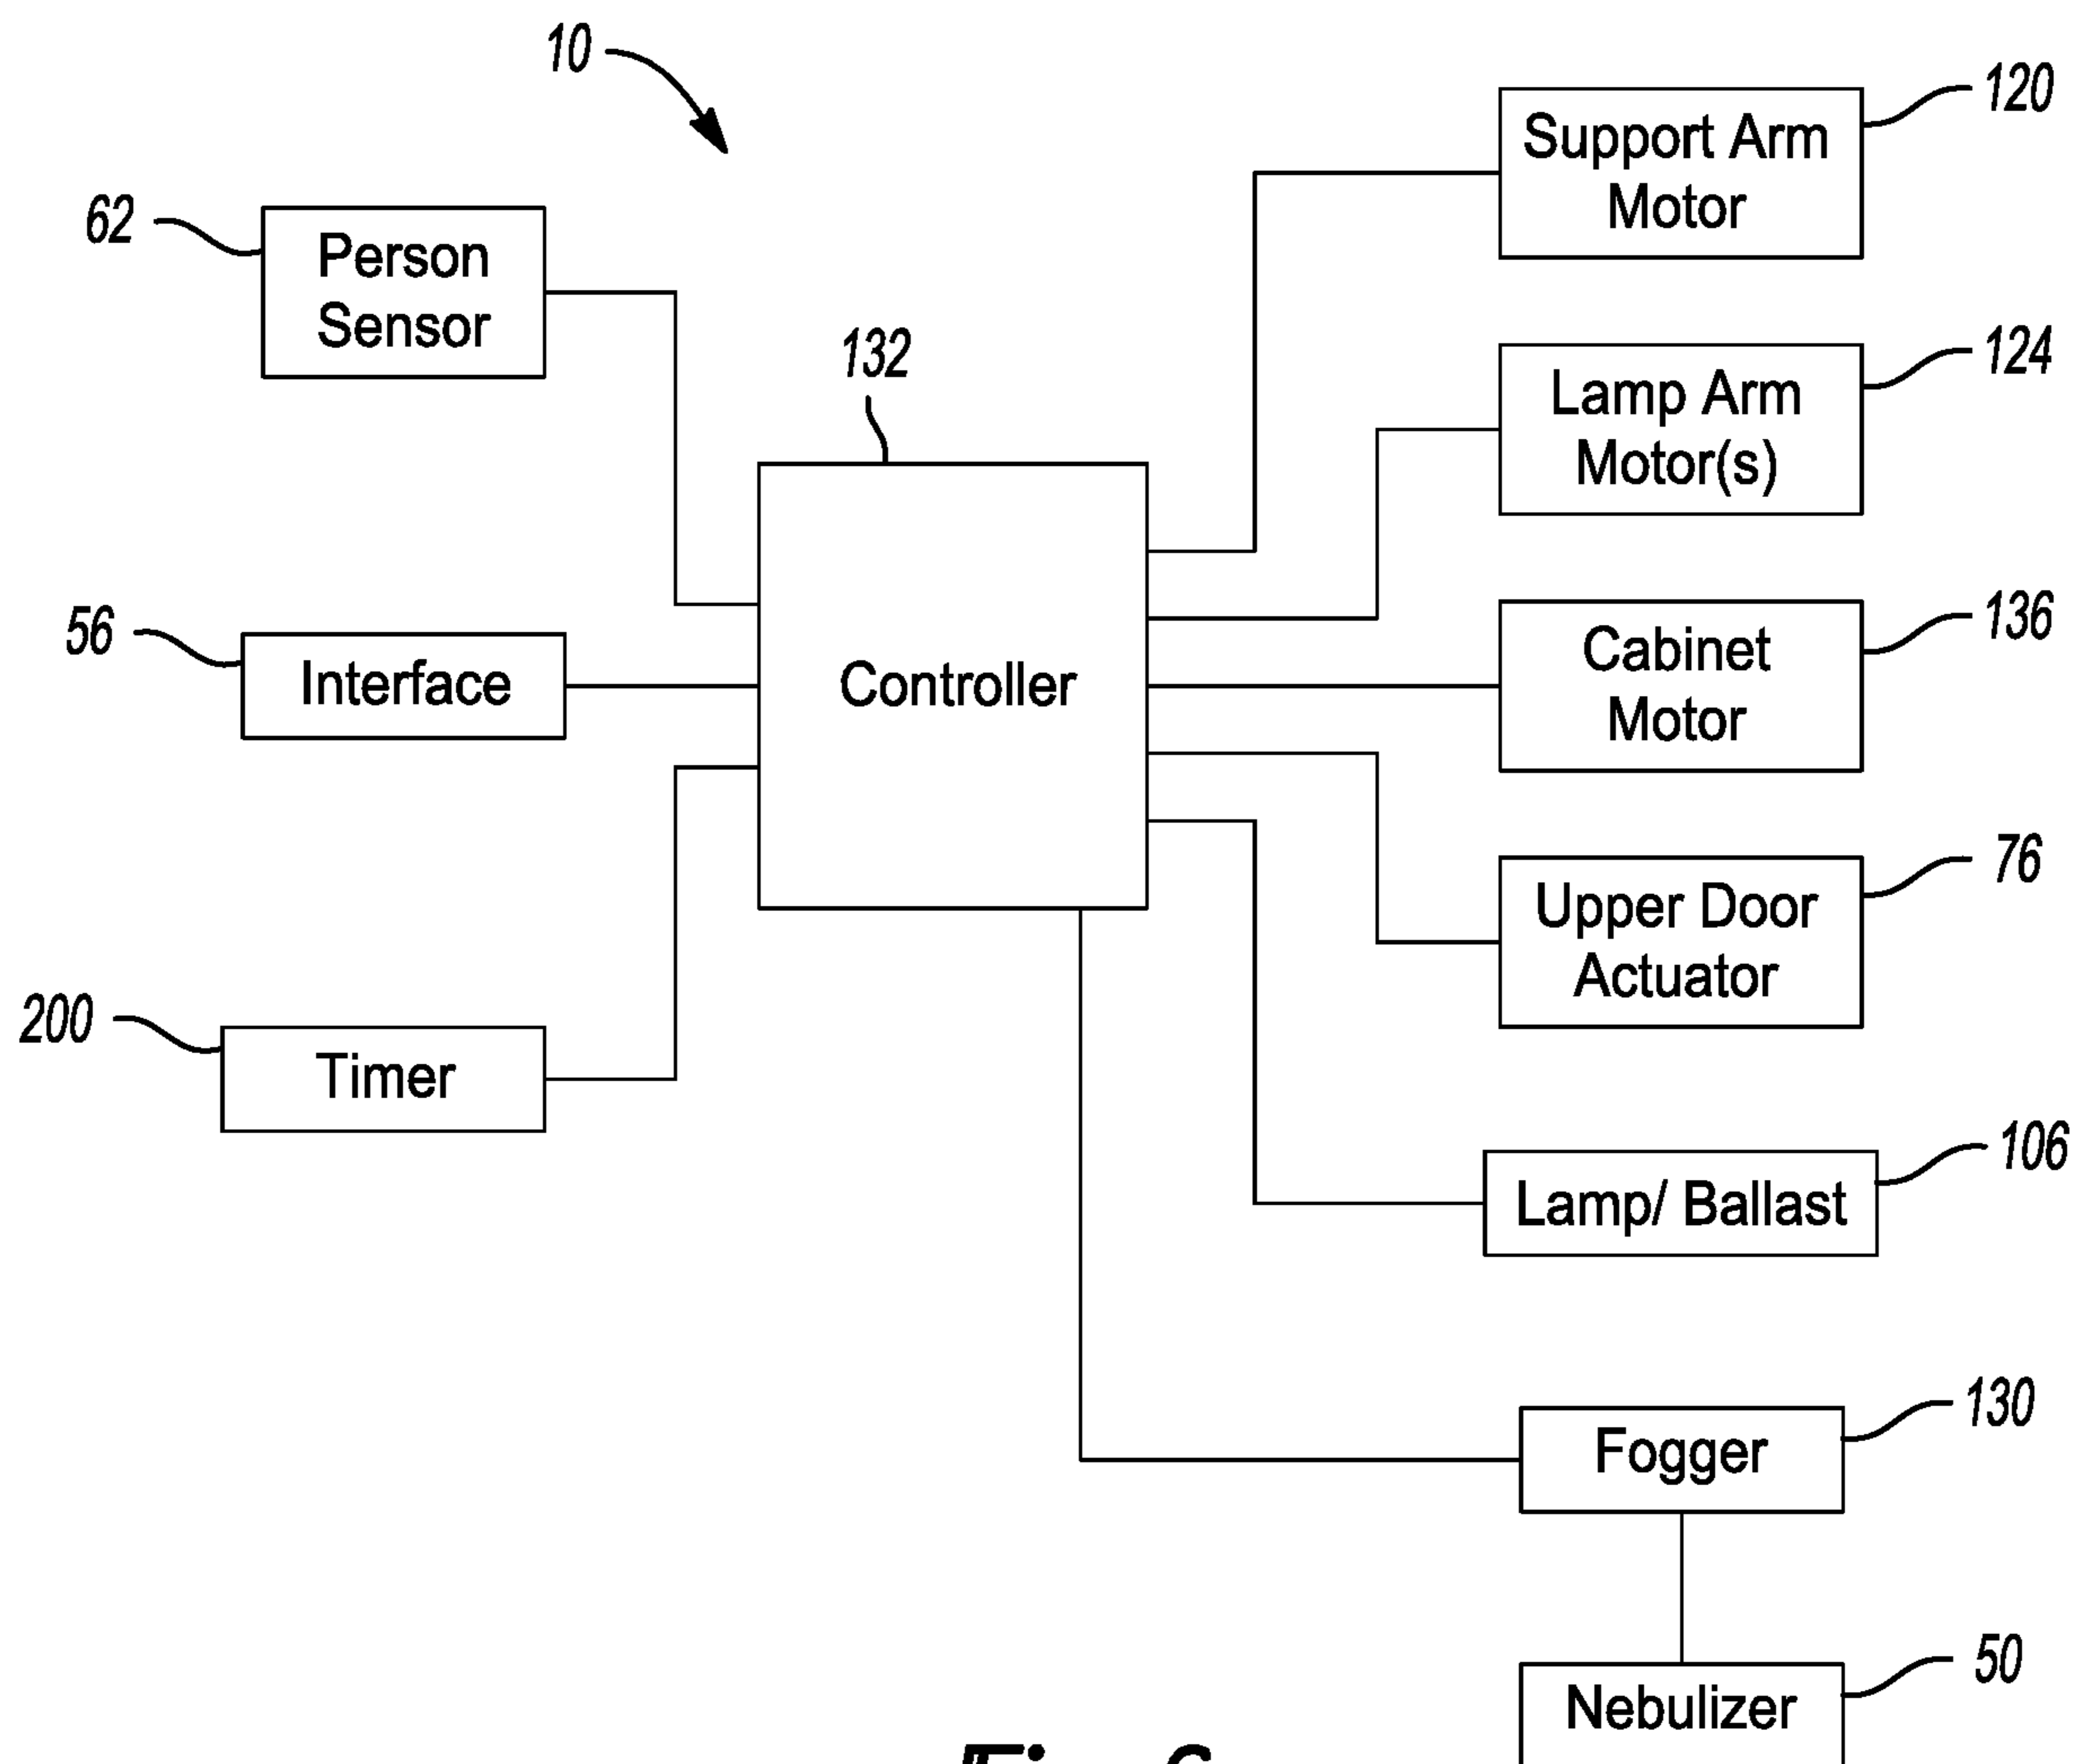 10
120
Support Arm
Motor
62
Person
Sensor
132
124
Lamp Arm
Motor(s)
56
Interface
Controller
136
Cabinet
Motor
76
Upper Door
Actuator
200
Timer
106
Lamp/ Ballast
130
Fogger
50
Nebulizer